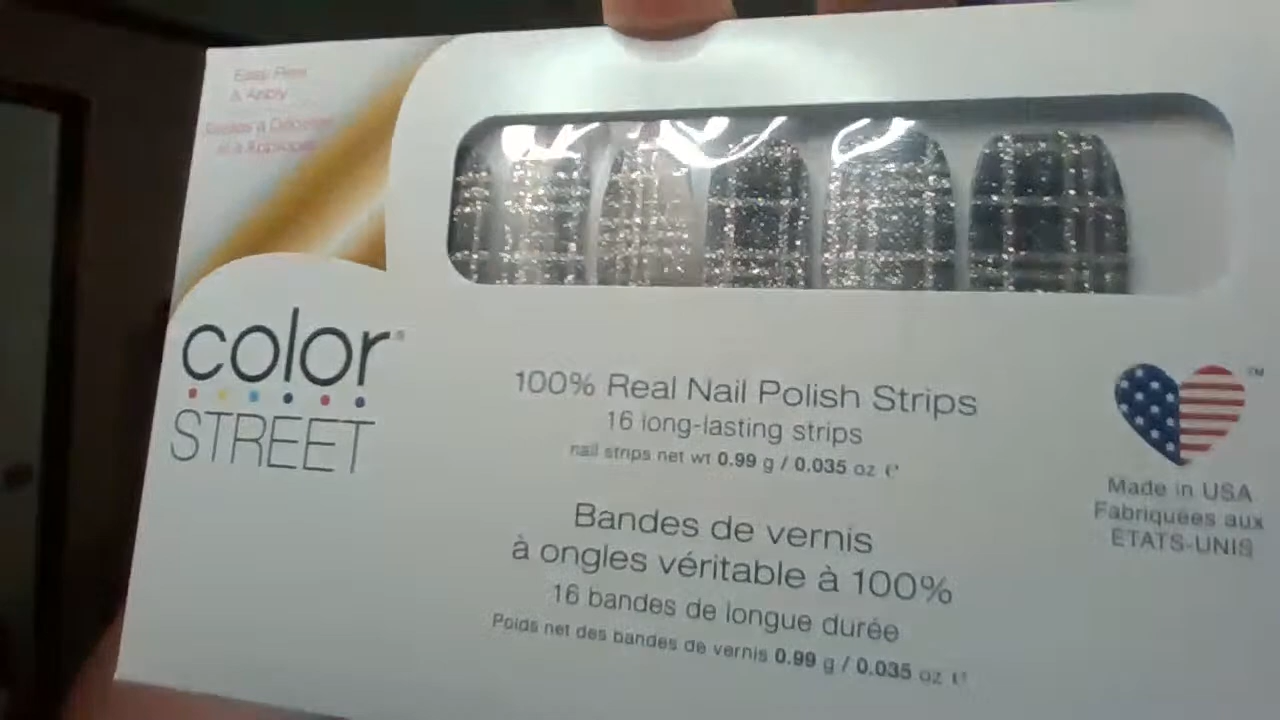 Easy Peel
& Apply
color
STREET
100% Real Nail Polish Strips
16 long-lasting strips
nail strips net wt 0.99 g / 0.035 oz ℮
Bandes de vernis
à ongles véritable à 100%
16 bandes de longue durée
Poids net des bandes de vernis 0.99 g / 0.035 oz ℮
TM
Made in USA
Fabriquées aux
ÉTATS-UNIS